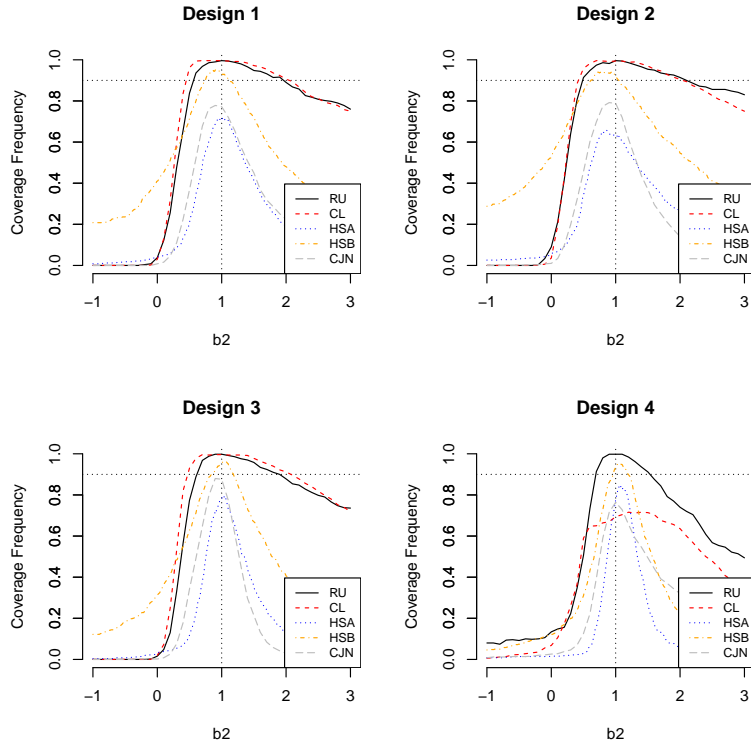 Design 1
Coverage Frequency
1.0
0.8
0.6
0.4
0.2
0.0
RU
CL
HSA
HSB
CJN
−1 0 1 2 3
b2
Design 2
Coverage Frequency
1.0
0.8
0.6
0.4
0.2
0.0
RU
CL
HSA
HSB
CJN
−1 0 1 2 3
b2
Design 3
Coverage Frequency
1.0
0.8
0.6
0.4
0.2
0.0
RU
CL
HSA
HSB
CJN
−1 0 1 2 3
b2
Design 4
Coverage Frequency
1.0
0.8
0.6
0.4
0.2
0.0
RU
CL
HSA
HSB
CJN
−1 0 1 2 3
b2